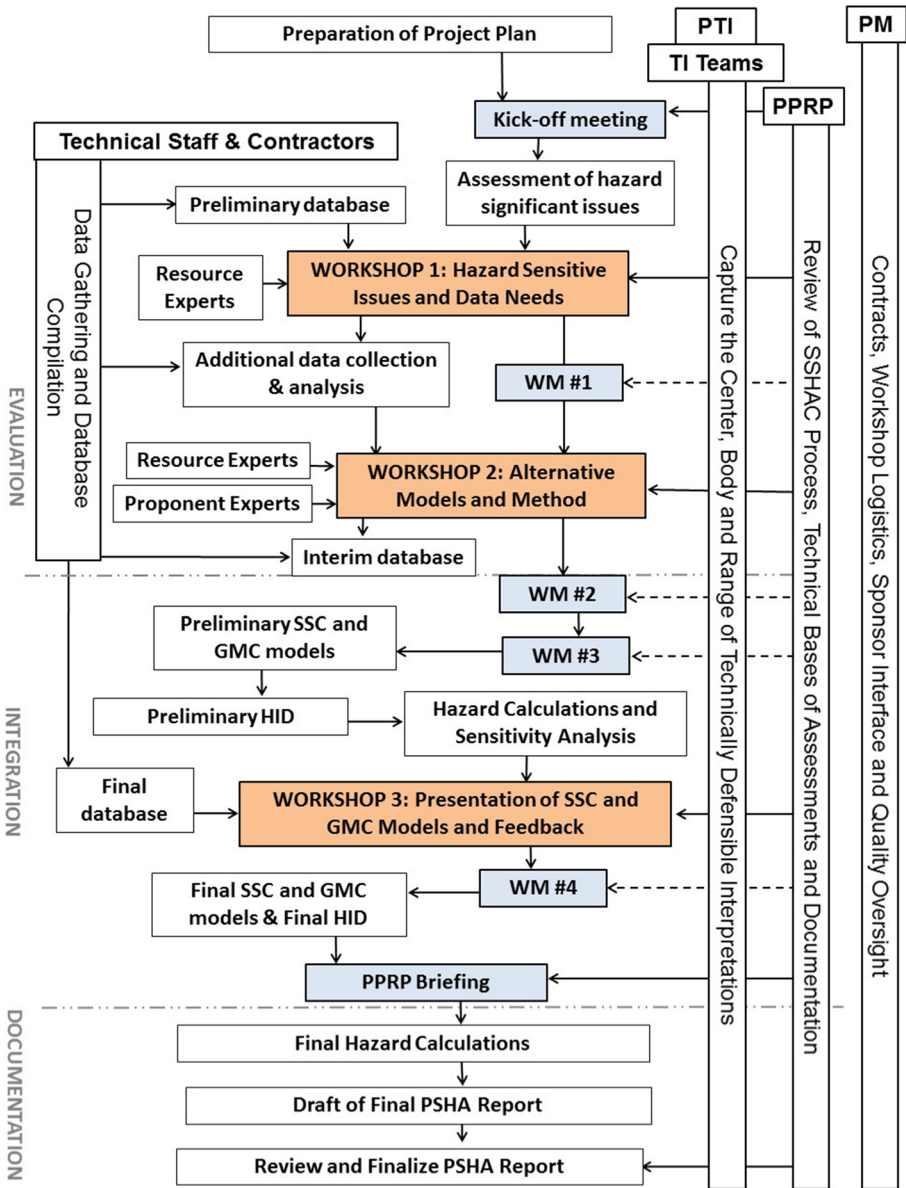 Preparation of Project Plan
PTI
PM
TI Teams
PPRP
Kick-off meeting
Technical Staff & Contractors
Assessment of hazard
significant issues
Preliminary database
Data Gathering and Database
Compilation
WORKSHOP 1: Hazard Sensitive
Issues and Data Needs
Resource
Experts
Additional data collection
& analysis
WM #1
EVALUATION
Resource Experts
Proponent Experts
WORKSHOP 2: Alternative
Models and Method
Interim database
Capture the Center, Body and Range of Technically Defensible Interpretations
Review of SSHAC Process, Technical Bases of Assessments and Documentation
Contracts, Workshop Logistics, Sponsor Interface and Quality Oversight
WM #2
Preliminary SSC and
GMC models
WM #3
Preliminary HID
Hazard Calculations and
Sensitivity Analysis
INTEGRATION
Final
database
WORKSHOP 3: Presentation of SSC and
GMC Models and Feedback
WM #4
Final SSC and GMC
models & Final HID
PPRP Briefing
DOCUMENTATION
Final Hazard Calculations
Draft of Final PSHA Report
Review and Finalize PSHA Report